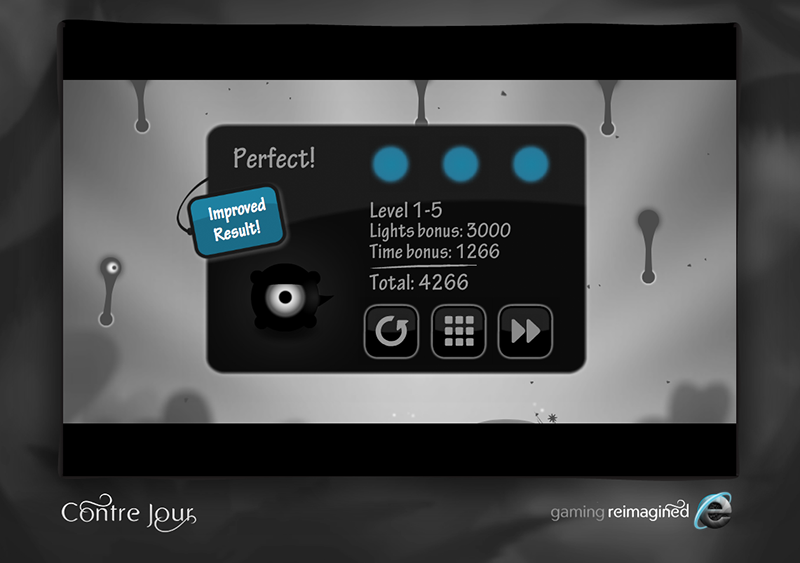 Perfect!
Improved
Result!
Level 1-5
Lights bonus: 3000
Time bonus: 1266
Total: 4266
Contre Jour
gaming reimagined